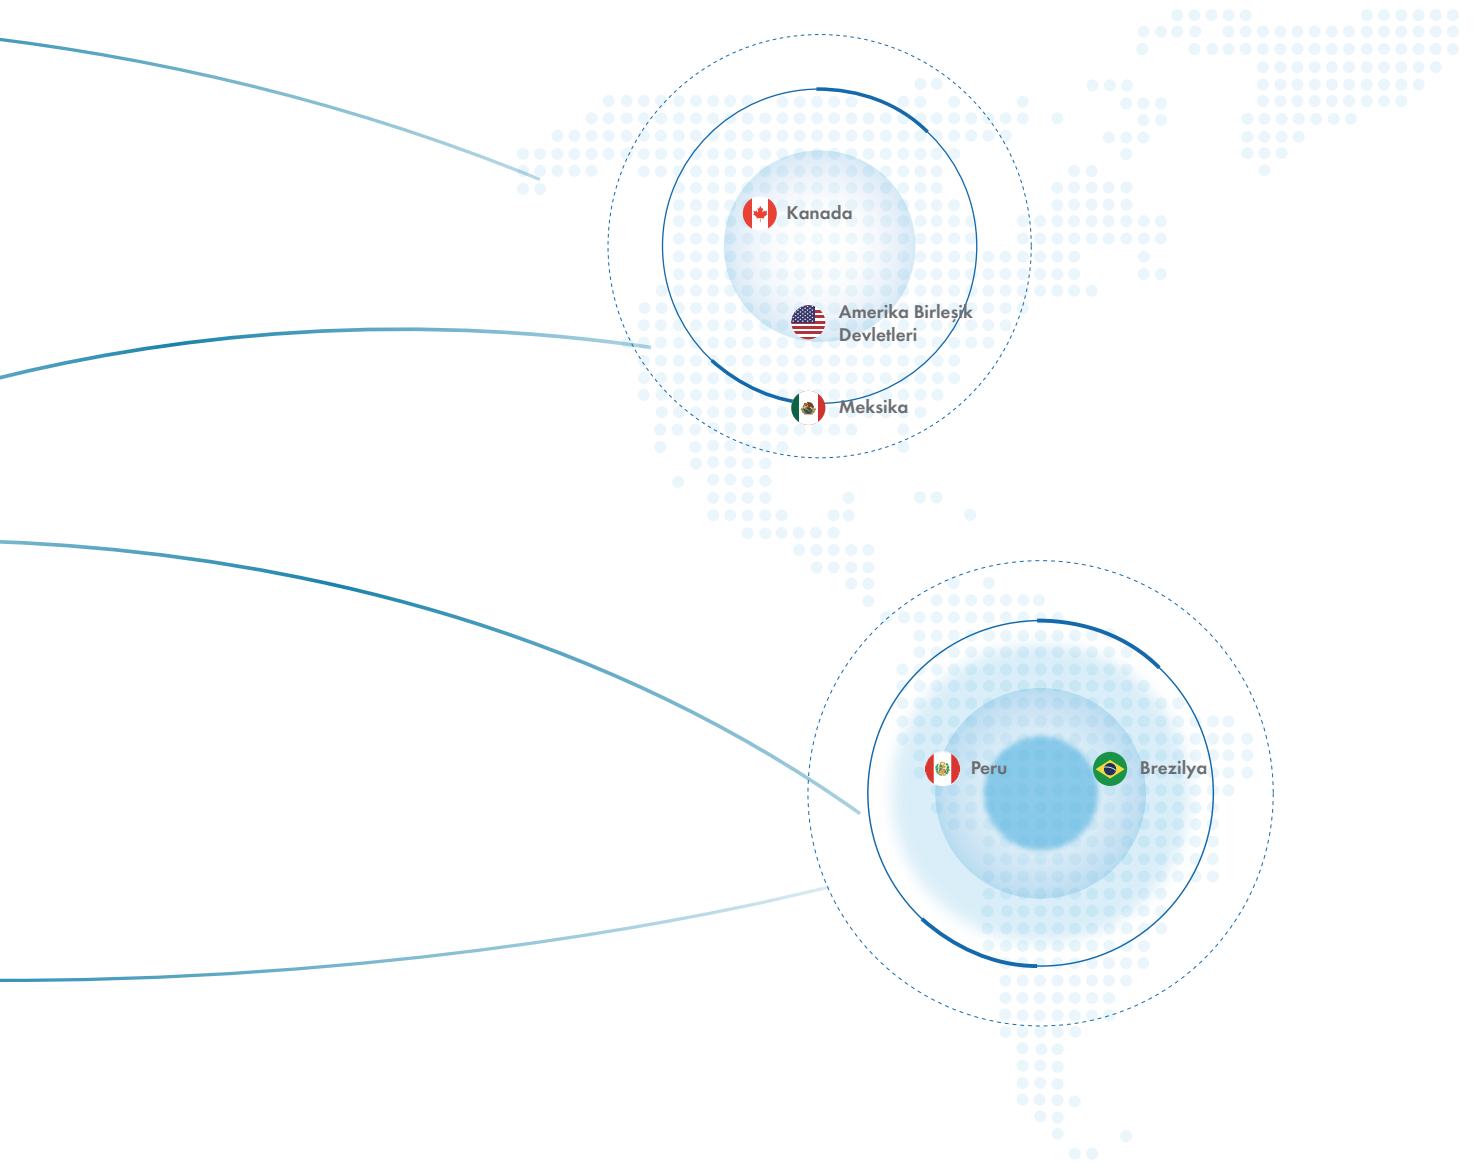 Kanada
Amerika Birleşik
Devletleri
Meksika
Peru
Brezilya